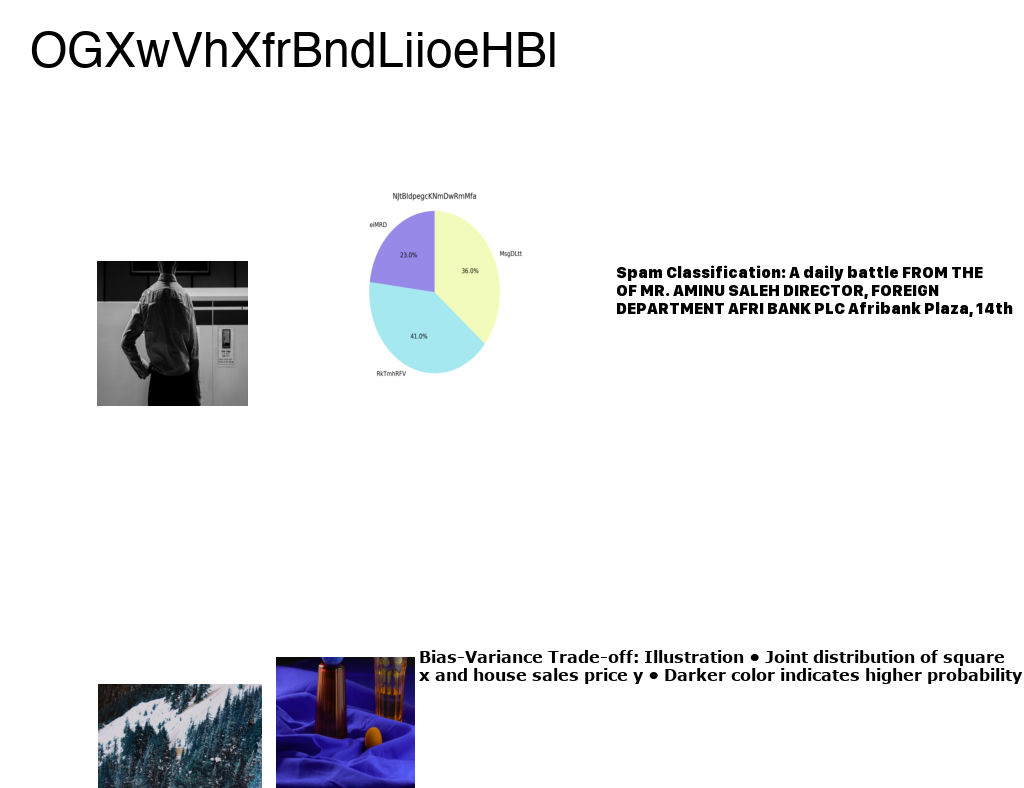 OGXwVhXfrBndLiioeHBl
NJtBldpegcKNmDwRmMfa
eiMRD
23.0%
MsgDLtt
36.0%
41.0%
RkTmhRFV
Spam Classification: A daily battle FROM THE
OF MR. AMINU SALEH DIRECTOR, FOREIGN
DEPARTMENT AFRI BANK PLC Afribank Plaza, 14th
Bias-Variance Trade-off: Illustration • Joint distribution of square
x and house sales price y • Darker color indicates higher probability